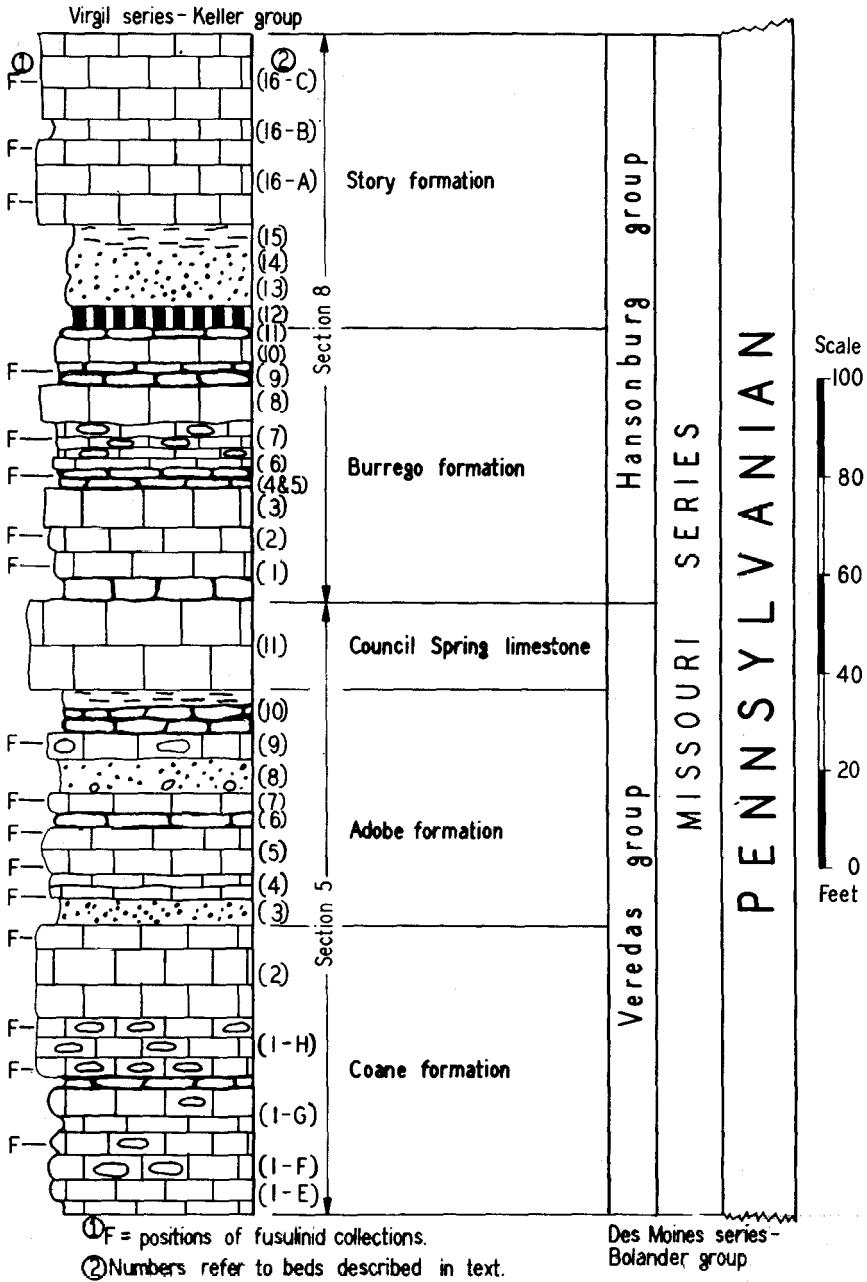 Virgil series - Keller group
① ②
F (16-C)
(16-B)
F
(16-A)
F
(15)
(14)
(13)
(12)
(11)
(10)
F (9)
(8)
F (7)
(6)
F (4&5)
(3)
F (2)
F (1)
(11)
(10)
F (9)
(8)
(7)
(6)
F
(5)
F
(4)
F
(3)
F
(2)
F
(1-H)
F
(1-G)
F
(1-F)
(1-E)
Section 8
Section 5
Story formation
Burrego formation
Council Spring limestone
Adobe formation
Coane formation
Hansonburg group
Veredas group
MISSOURI SERIES
PENNSYLVANIAN
Scale
100
80
60
40
20
0
Feet
① F = positions of fusulinid collections.
② Numbers refer to beds described in text.
Des Moines series-
Bolander group